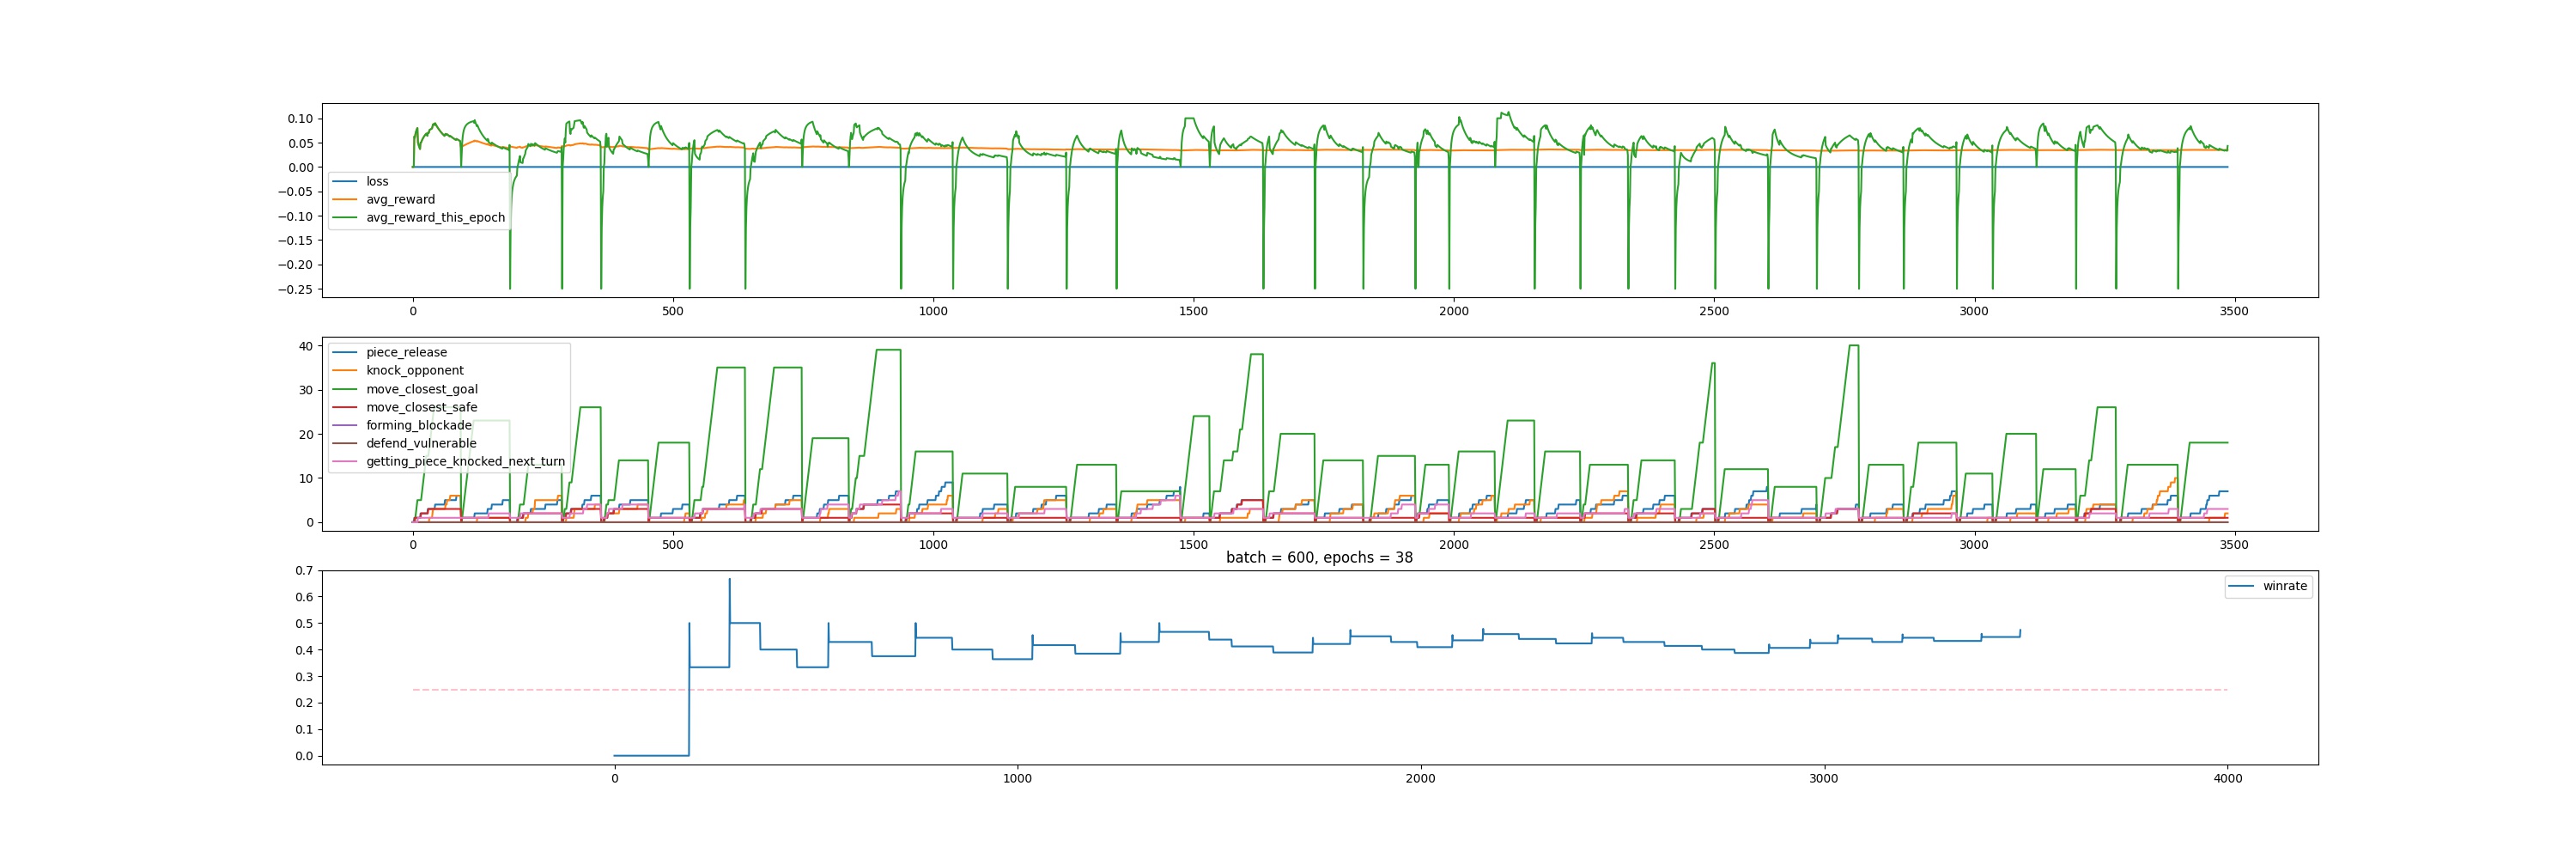 0.10
0.05
0.00
−0.05
−0.10
−0.15
−0.20
−0.25
loss
avg_reward
avg_reward_this_epoch
0 500 1000 1500 2000 2500 3000 3500
40
30
20
10
0
piece_release
knock_opponent
move_closest_goal
move_closest_safe
forming_blockade
defend_vulnerable
getting_piece_knocked_next_turn
0 500 1000 1500 2000 2500 3000 3500
batch = 600, epochs = 38
0.7
0.6
0.5
0.4
0.3
0.2
0.1
0.0
winrate
0 1000 2000 3000 4000